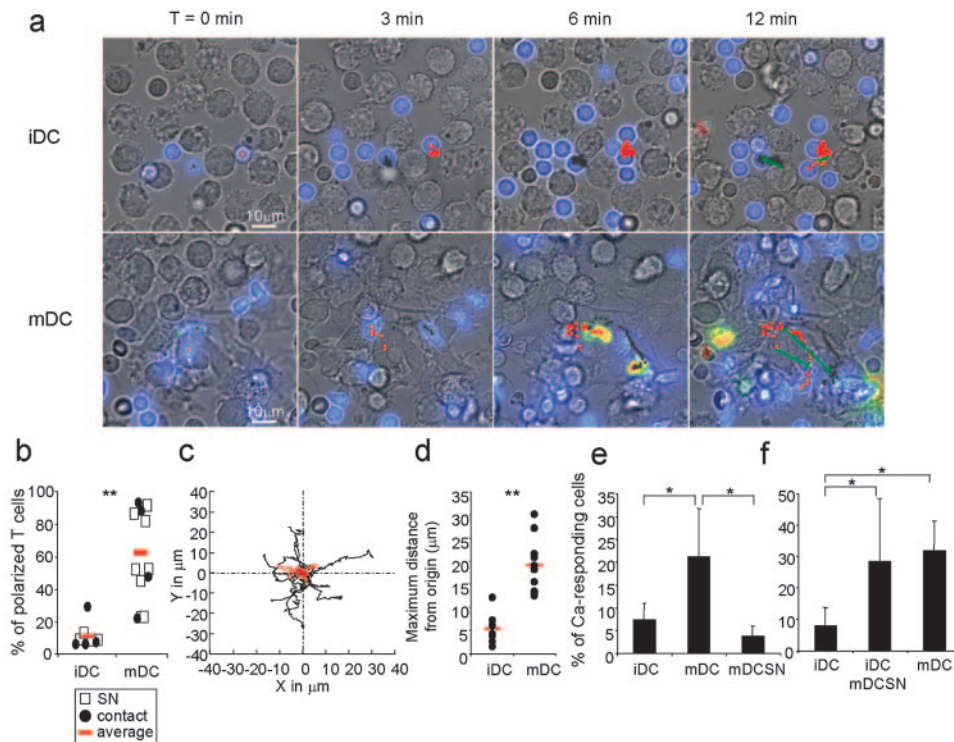 a
T = 0 min 3 min 6 min 12 min
iDC
10µm
mDC
10µm
b
% of polarized T cells
100
80
60
40
20
0
**
iDC mDC
SN
contact
average
c
Y in µm
40
30
20
10
0
-10
-20
-30
-40-30-20-10 0 10 20 30 40
X in µm
d
Maximum distance
from origin (µm)
35
30
25
20
15
10
5
0
**
iDC mDC
e
% of Ca-responding cells
35
30
25
20
15
10
5
0
* *
iDC mDC mDCSN
f
50
40
30
20
10
0
*
*
iDC iDC mDC
mDCSN